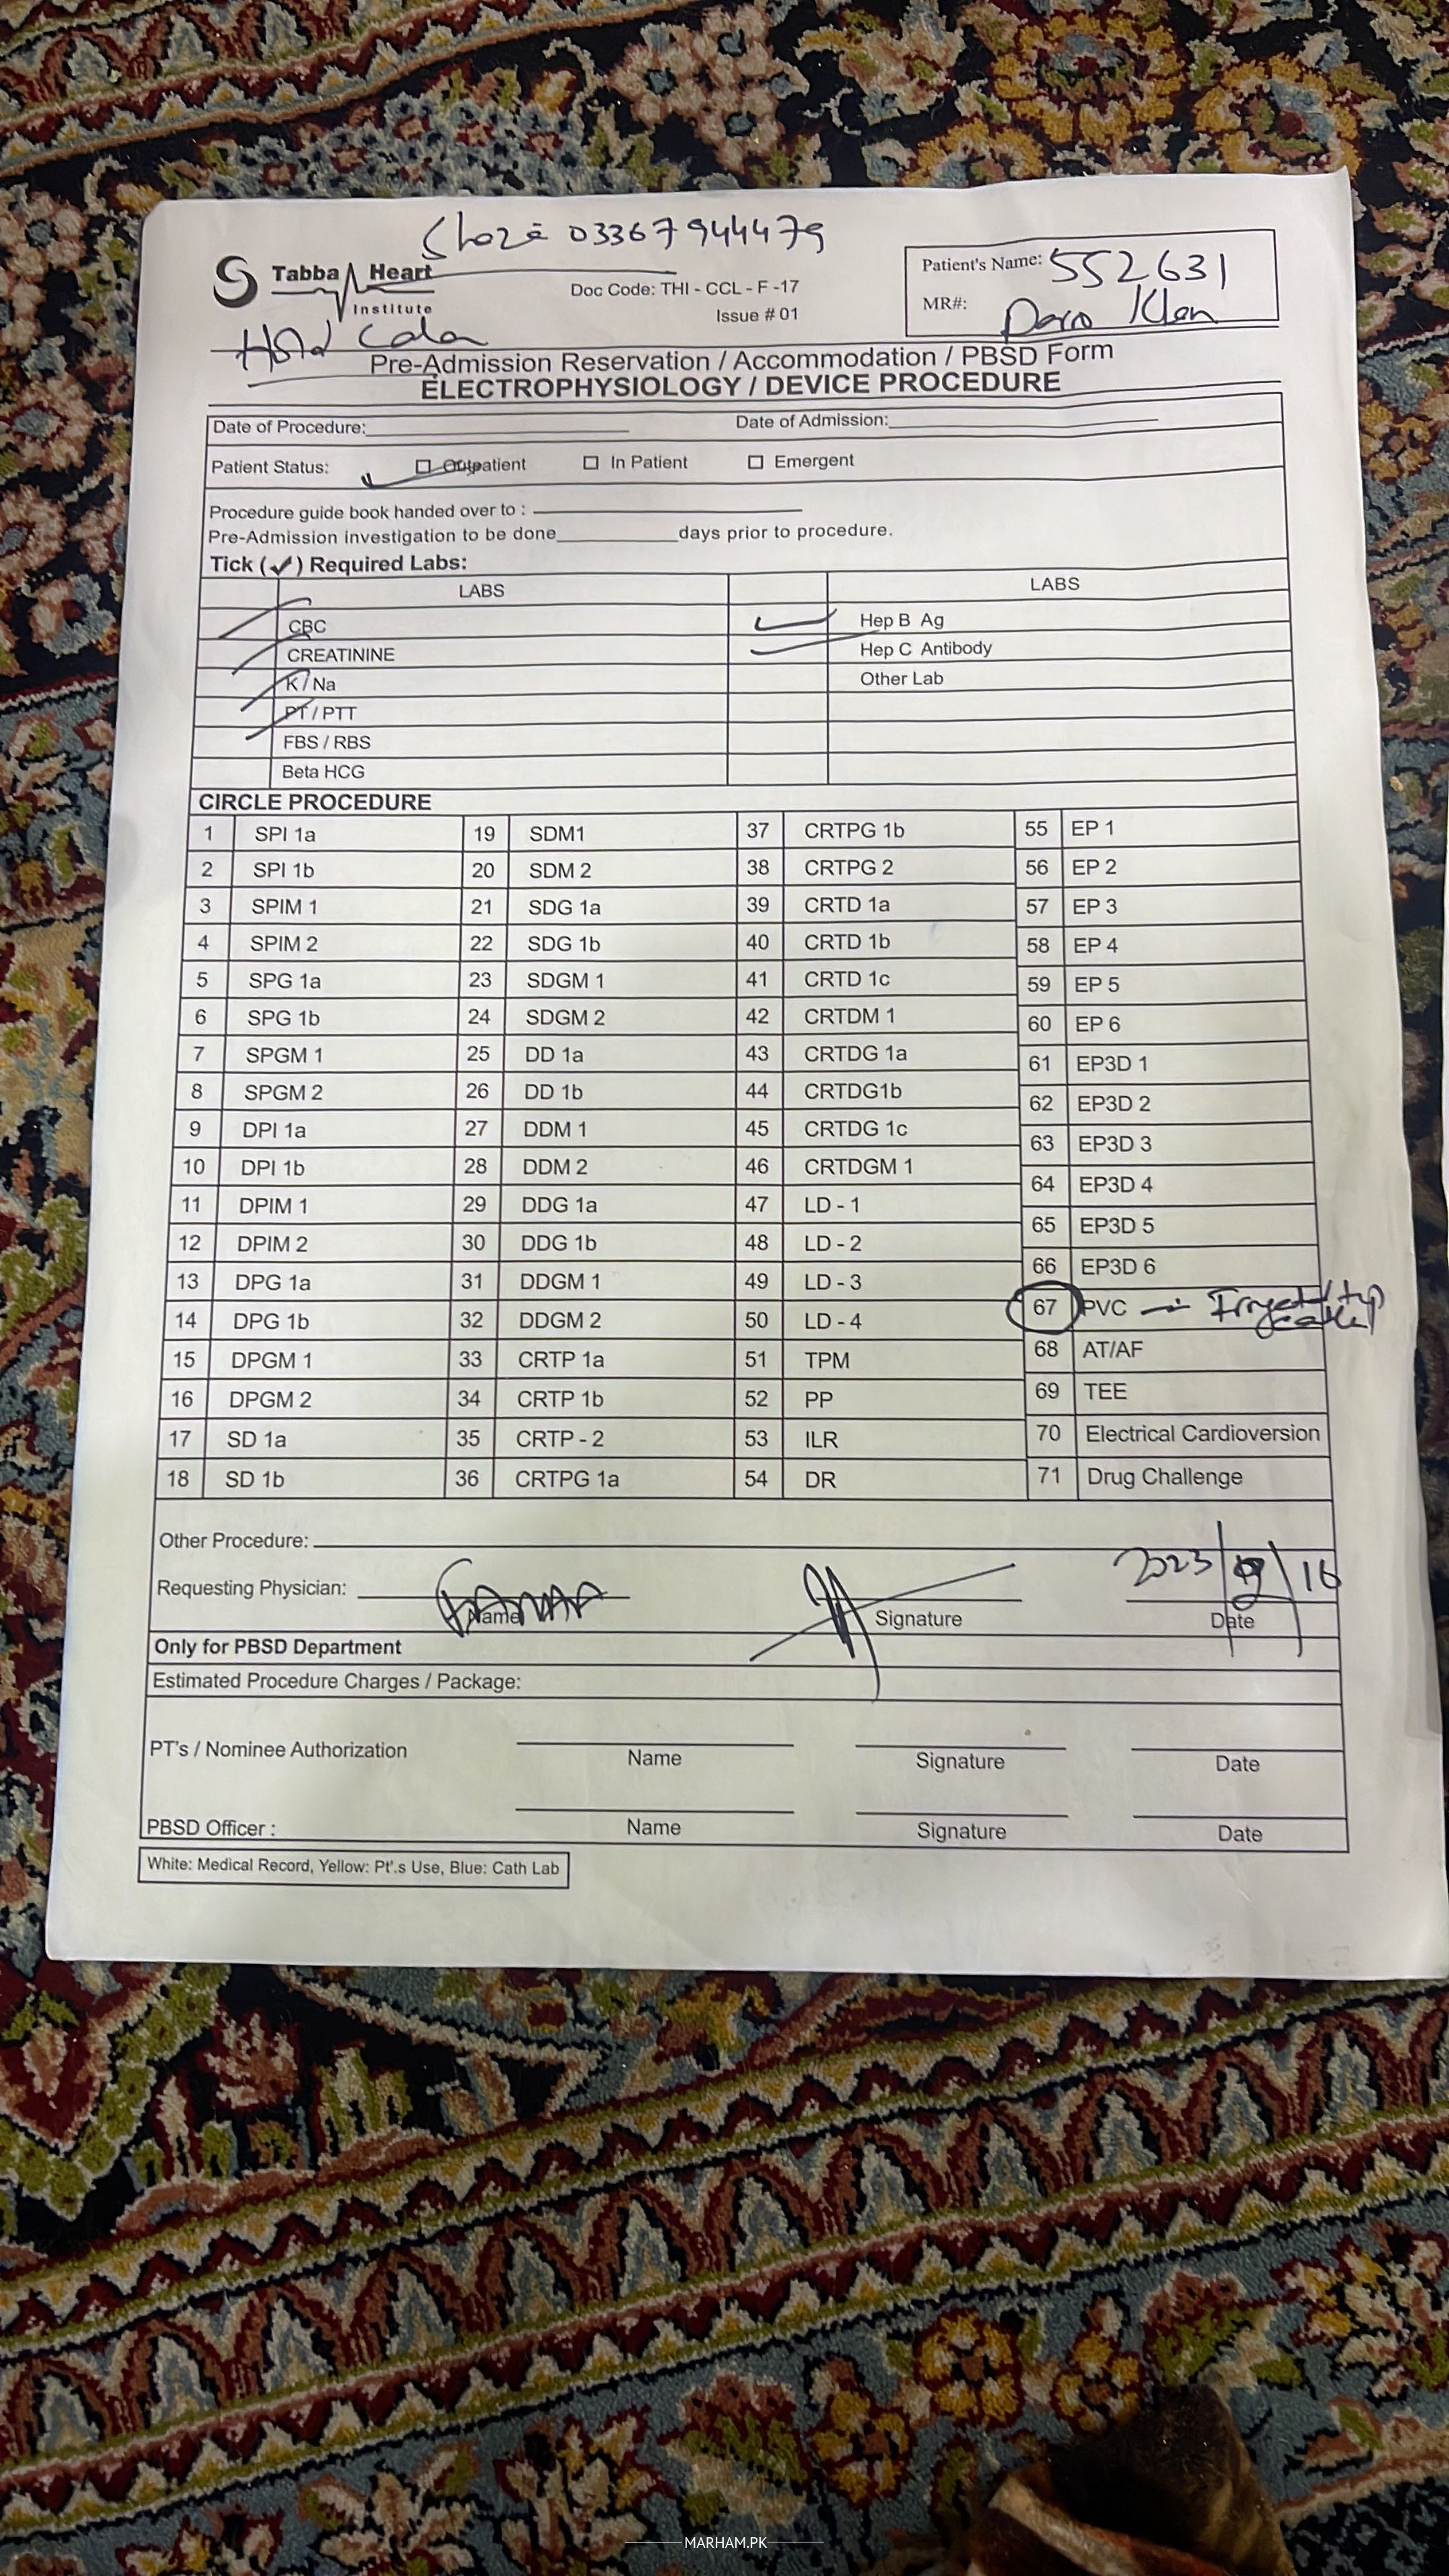 03367944479
Tabba Heart
Institute
Doc Code: THI - CCL - F -17
Issue # 01
Patient's Name: 552631
MR#: Dara Khan
Hold
Pre-Admission Reservation / Accommodation / PBSD Form
ELECTROPHYSIOLOGY / DEVICE PROCEDURE
Date of Procedure: Date of Admission:
Patient Status: Outpatient In Patient Emergent
Procedure guide book handed over to :
Pre-Admission investigation to be done days prior to procedure.
Tick (✓) Required Labs:
LABS LABS
CBC Hep B Ag
CREATININE Hep C Antibody
K / Na Other Lab
PT / PTT
FBS / RBS
Beta HCG
CIRCLE PROCEDURE
1 SPI 1a 19 SDM1 37 CRTPG 1b 55 EP 1
2 SPI 1b 20 SDM 2 38 CRTPG 2 56 EP 2
3 SPIM 1 21 SDG 1a 39 CRTD 1a 57 EP 3
4 SPIM 2 22 SDG 1b 40 CRTD 1b 58 EP 4
5 SPG 1a 23 SDGM 1 41 CRTD 1c 59 EP 5
6 SPG 1b 24 SDGM 2 42 CRTDM 1 60 EP 6
7 SPGM 1 25 DD 1a 43 CRTDG 1a 61 EP3D 1
8 SPGM 2 26 DD 1b 44 CRTDG1b 62 EP3D 2
9 DPI 1a 27 DDM 1 45 CRTDG 1c 63 EP3D 3
10 DPI 1b 28 DDM 2 46 CRTDGM 1 64 EP3D 4
11 DPIM 1 29 DDG 1a 47 LD - 1 65 EP3D 5
12 DPIM 2 30 DDG 1b 48 LD - 2 66 EP3D 6
13 DPG 1a 31 DDGM 1 49 LD - 3 67 PVC
14 DPG 1b 32 DDGM 2 50 LD - 4 68 AT/AF
15 DPGM 1 33 CRTP 1a 51 TPM 69 TEE
16 DPGM 2 34 CRTP 1b 52 PP 70 Electrical Cardioversion
17 SD 1a 35 CRTP - 2 53 ILR 71 Drug Challenge
18 SD 1b 36 CRTPG 1a 54 DR
Other Procedure:
Requesting Physician: 2023/ /16
Name Signature Date
Only for PBSD Department
Estimated Procedure Charges / Package:
PT's / Nominee Authorization
Name Signature Date
PBSD Officer :
Name Signature Date
White: Medical Record, Yellow: Pt'.s Use, Blue: Cath Lab
MARHAM.PK